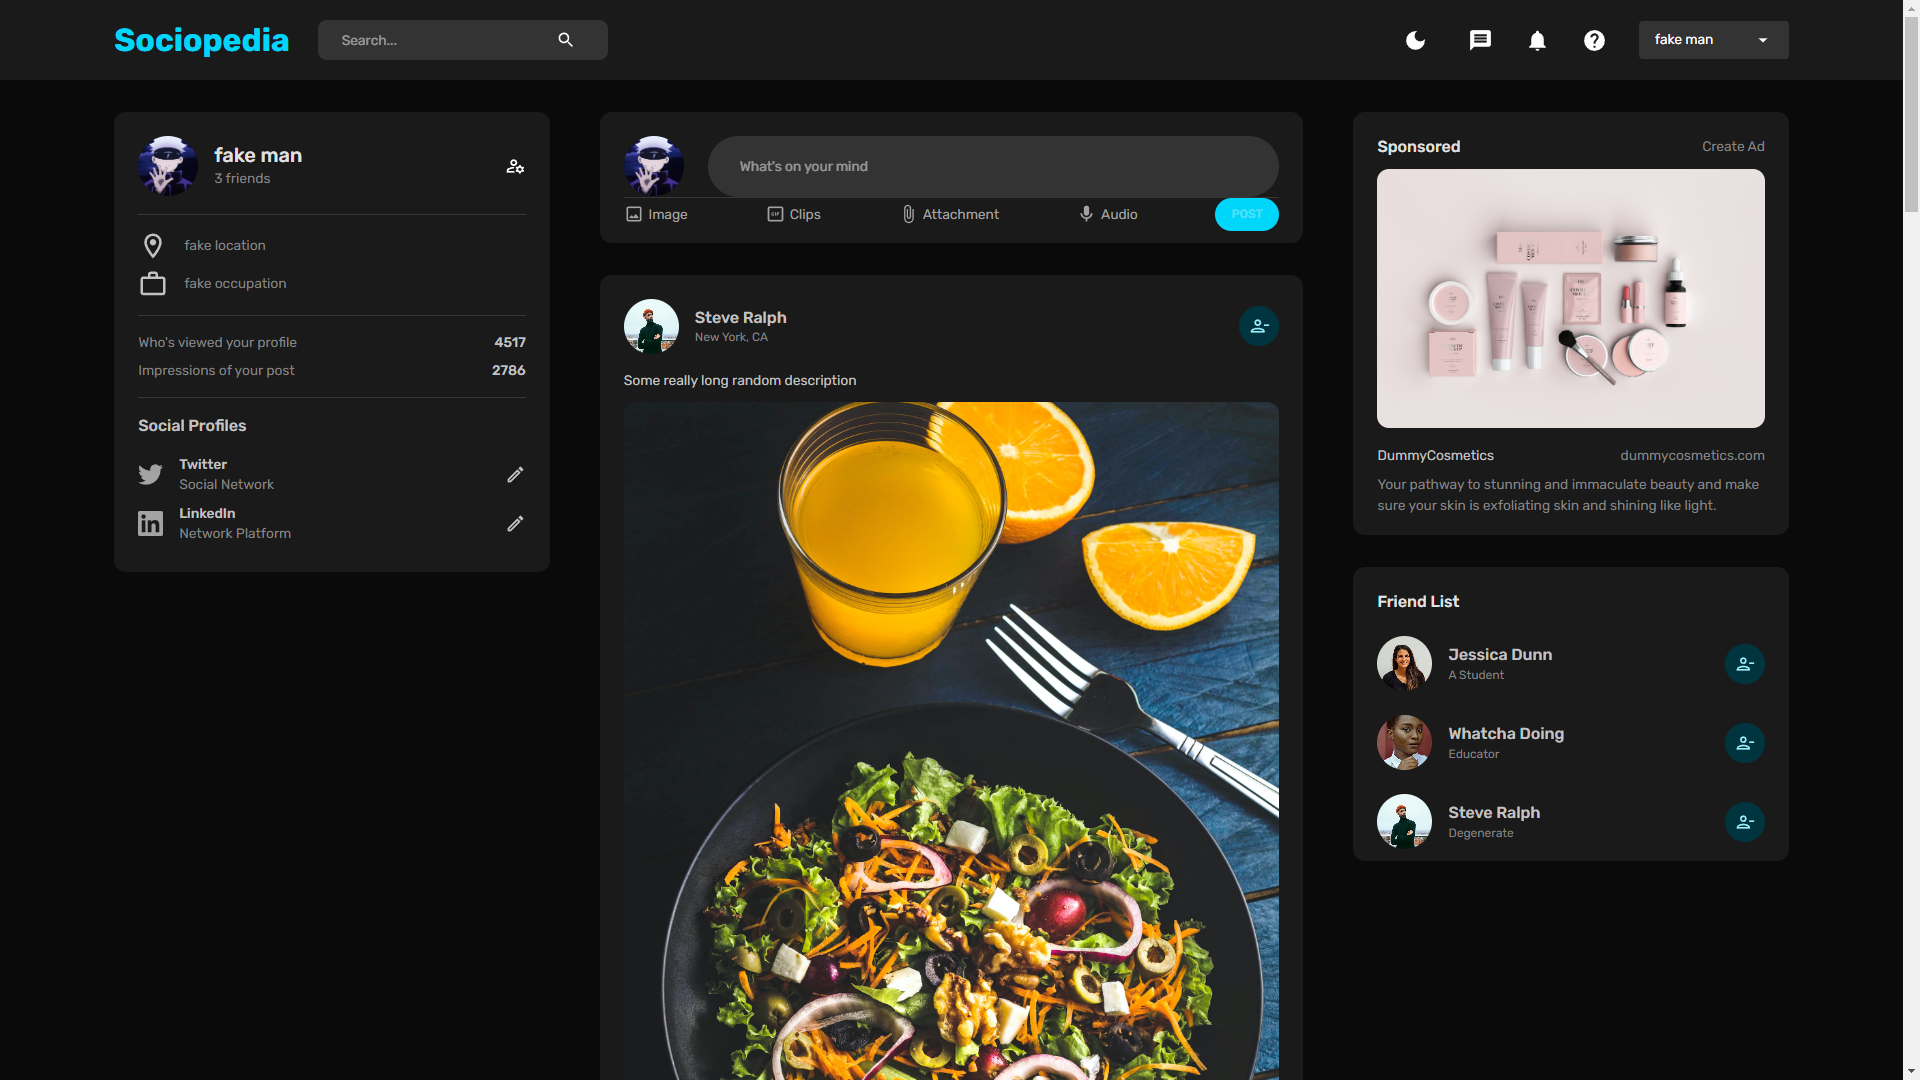 Sociopedia
Search...
fake man
fake man
3 friends
fake location
fake occupation
Who's viewed your profile 4517
Impressions of your post 2786
Social Profiles
Twitter
Social Network
LinkedIn
Network Platform
What's on your mind
Image Clips Attachment Audio POST
Steve Ralph
New York, CA
Some really long random description
Sponsored Create Ad
DummyCosmetics dummycosmetics.com
Your pathway to stunning and immaculate beauty and make
sure your skin is exfoliating skin and shining like light.
Friend List
Jessica Dunn
A Student
Whatcha Doing
Educator
Steve Ralph
Degenerate